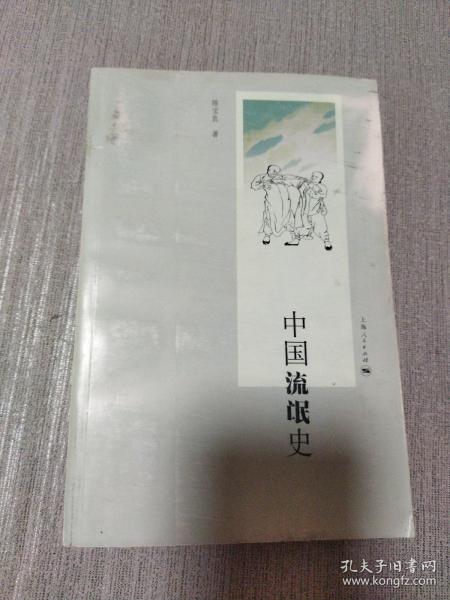 陈宝良 著
中国流氓史
上海人民出版社
孔夫子旧书网
www.kongfz.com